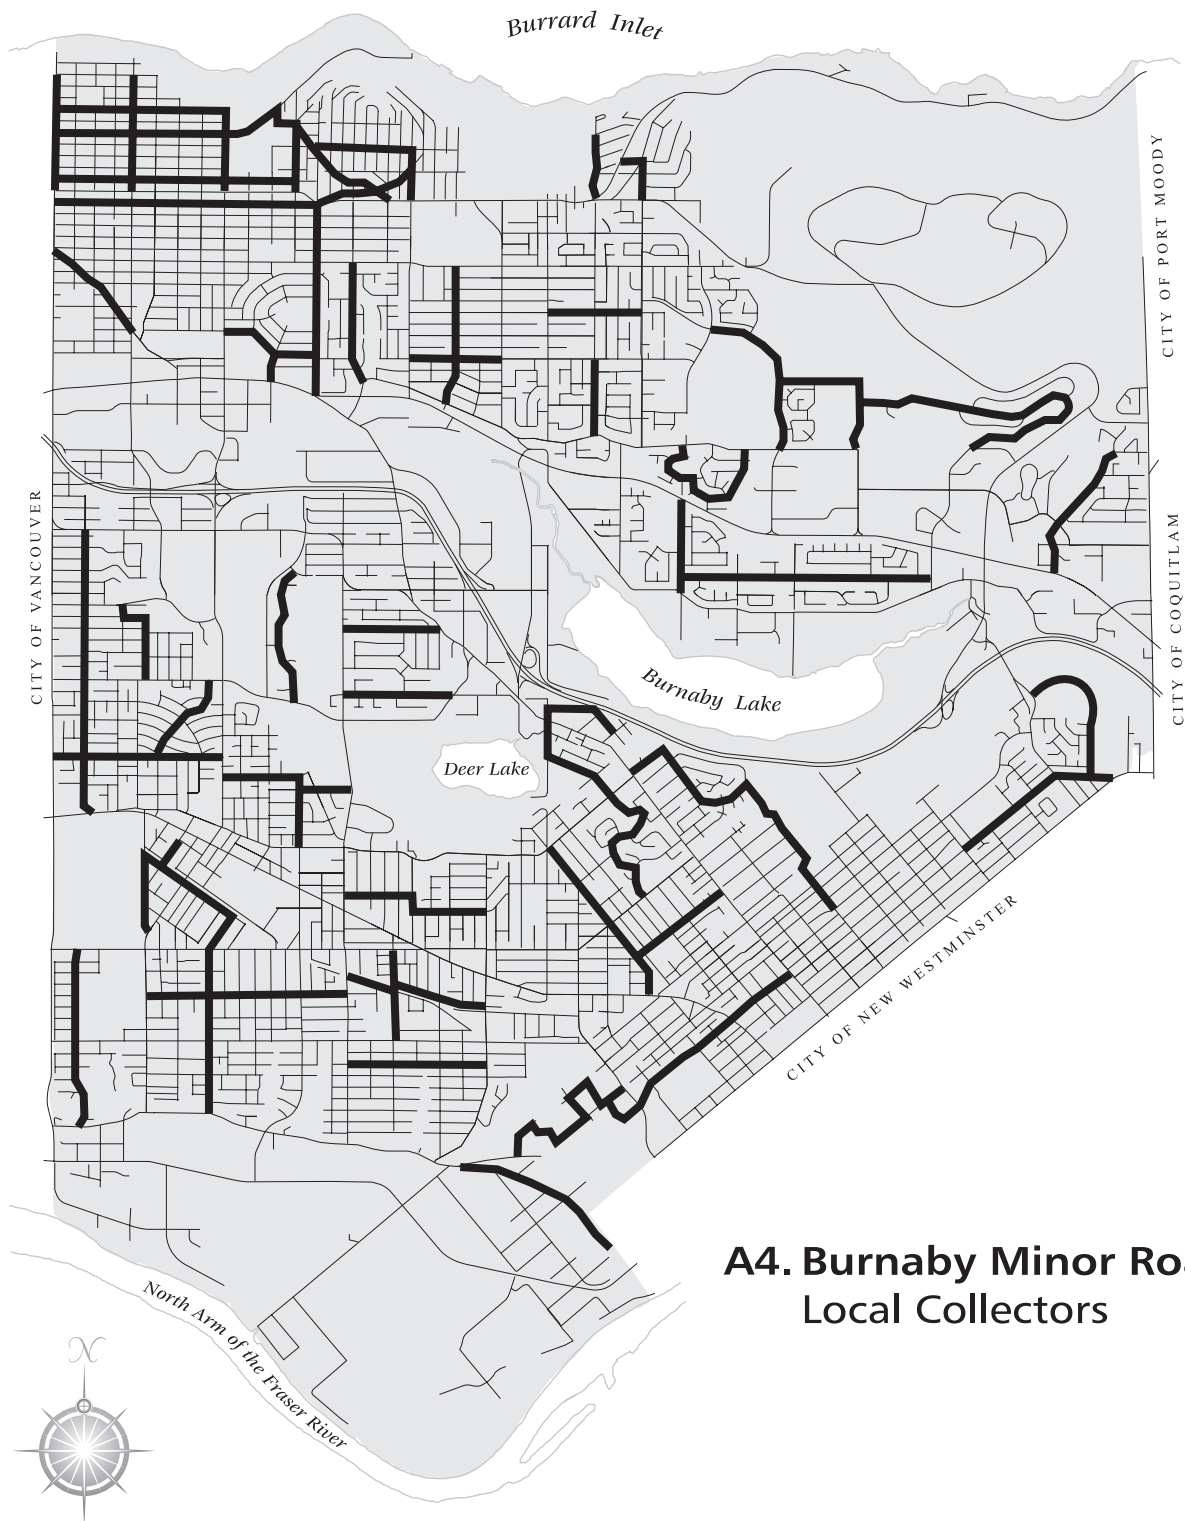 Burrard Inlet
CITY OF PORT MOODY
CITY OF VANCOUVER
CITY OF COQUITLAM
Burnaby Lake
Deer Lake
CITY OF NEW WESTMINSTER
A4. Burnaby Minor
Local Collectors
North Arm of the Fraser River
N